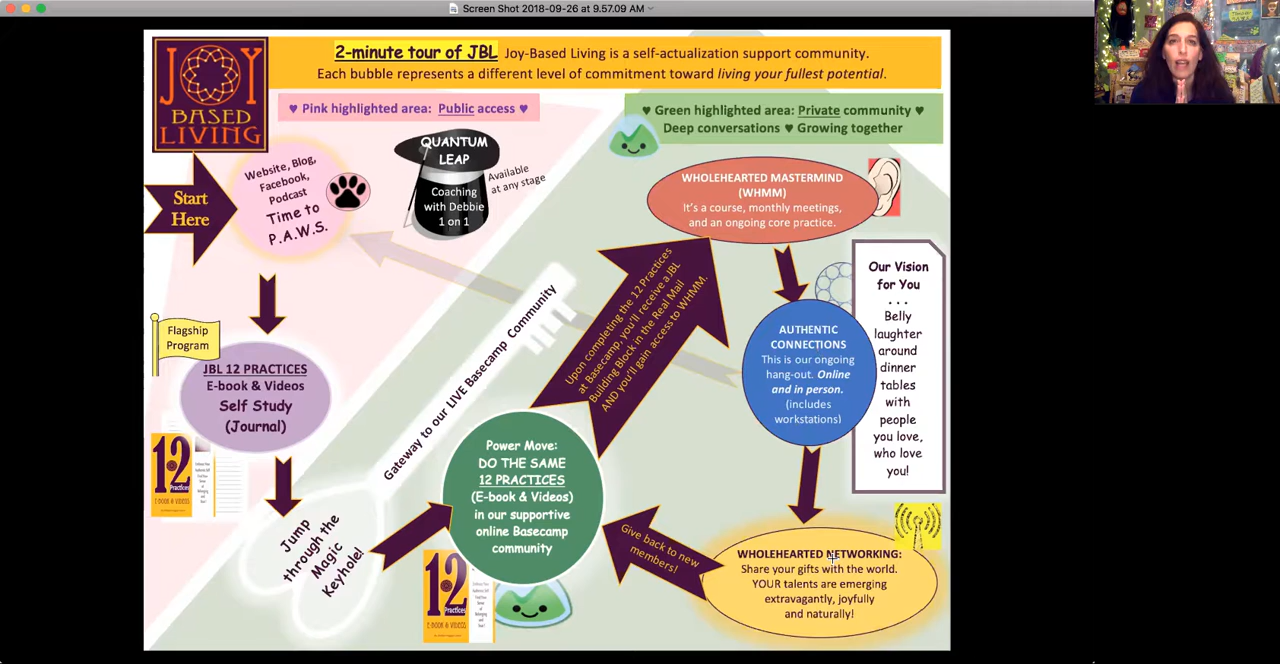 Screen Shot 2018-09-26 at 9.57.09 AM
JOY
BASED
LIVING
2-minute tour of JBL Joy-Based Living is a self-actualization support community.
Each bubble represents a different level of commitment toward living your fullest potential.
♥ Pink highlighted area: Public access ♥
♥ Green highlighted area: Private community ♥
Deep conversations ♥ Growing together
Start
Here
Website, Blog,
Facebook,
Podcast
Time to
P.A.W.S.
QUANTUM
LEAP
Coaching
with Debbie
1 on 1
Available
at any stage
WHOLEHEARTED MASTERMIND
(WHMM)
It's a course, monthly meetings,
and an ongoing core practice.
Our Vision
for You
. . .
Belly
laughter
around
dinner
tables
with
people
you love,
who love
you!
Flagship
Program
JBL 12 PRACTICES
E-book & Videos
Self Study
(Journal)
Gateway to our LIVE Basecamp Community
Upon completing the 12 Practices
at Basecamp, you'll receive a JBL
Building Block in the Real Mail
AND you'll gain access to WHMM.
AUTHENTIC
CONNECTIONS
This is our ongoing
hang-out. Online
and in person.
(includes
workstations)
12
Practices
E-BOOK & VIDEOS
Jump
through the
Magic
Keyhole!
Power Move:
DO THE SAME
12 PRACTICES
(E-book & Videos)
in our supportive
online Basecamp
community
Give back to new
members!
WHOLEHEARTED NETWORKING:
Share your gifts with the world.
YOUR talents are emerging
extravagantly, joyfully
and naturally!
12
Practices
E-BOOK & VIDEOS